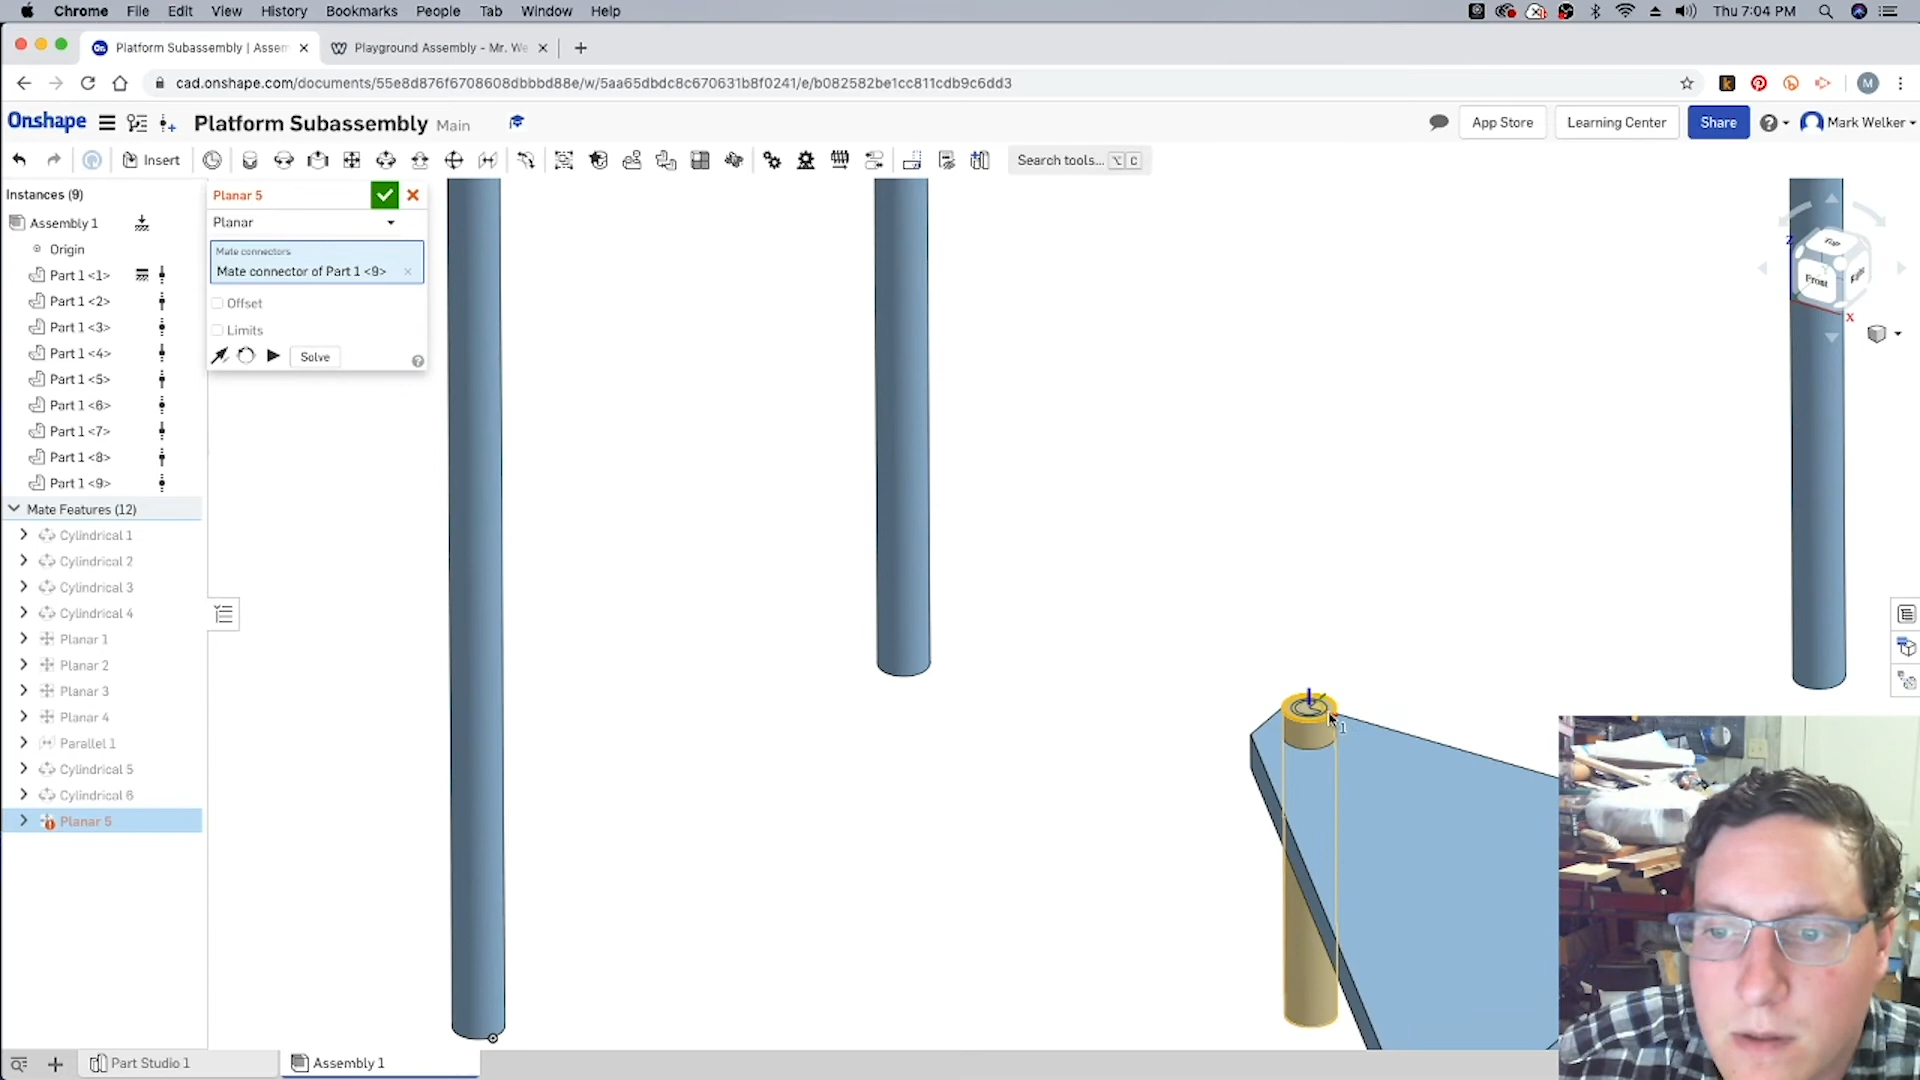 Chrome File Edit View History Bookmarks People Tab Window Help
Thu 7:04 PM
Platform Subassembly | Assem
Playground Assembly - Mr. We
cad.onshape.com/documents/55e8d876f6708608dbbbd88e/w/5aa65dbdc8c670631b8f0241/e/b082582be1cc811cdb9c6dd3
Onshape
Platform Subassembly Main
App Store
Learning Center
Share
Mark Welker
Insert
Search tools... ⌥ C
Instances (9)
Assembly 1
Origin
Part 1 <1>
Part 1 <2>
Part 1 <3>
Part 1 <4>
Part 1 <5>
Part 1 <6>
Part 1 <7>
Part 1 <8>
Part 1 <9>
Mate Features (12)
Cylindrical 1
Cylindrical 2
Cylindrical 3
Cylindrical 4
Planar 1
Planar 2
Planar 3
Planar 4
Parallel 1
Cylindrical 5
Cylindrical 6
Planar 5
Planar 5
Planar
Mate connectors
Mate connector of Part 1 <9>
Offset
Limits
Solve
Z
Top
Front
Right
X
1
Part Studio 1
Assembly 1